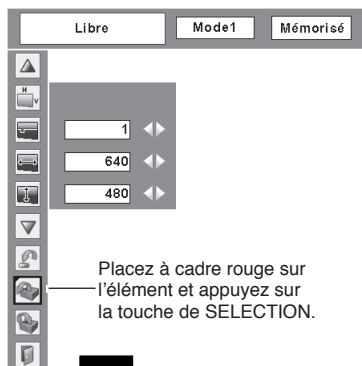 Libre Mode1 Mémorisé
H
V
1
640
480
Placez à cadre rouge sur
l'élément et appuyez sur
la touche de SELECTION.